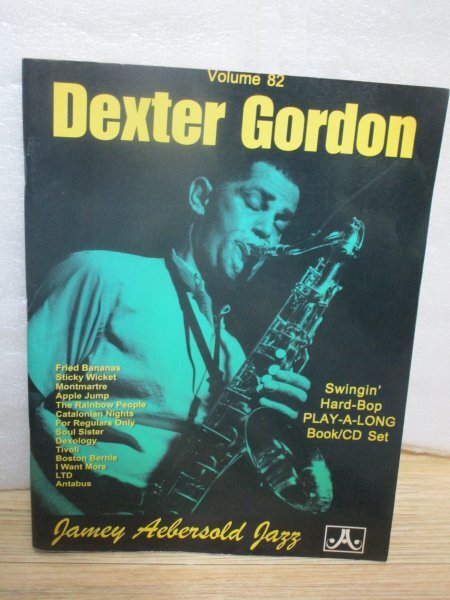 Volume 82
Dexter Gordon
Fried Bananas
Sticky Wicket
Montmartre
Apple Jump
The Rainbow People
Catalonian Nights
For Regulars Only
Soul Sister
Dexology
Tivoli
Boston Bernie
I Want More
LTD
Antabus
Swingin'
Hard-Bop
PLAY-A-LONG
Book/CD Set
Jamey Aebersold Jazz
JA